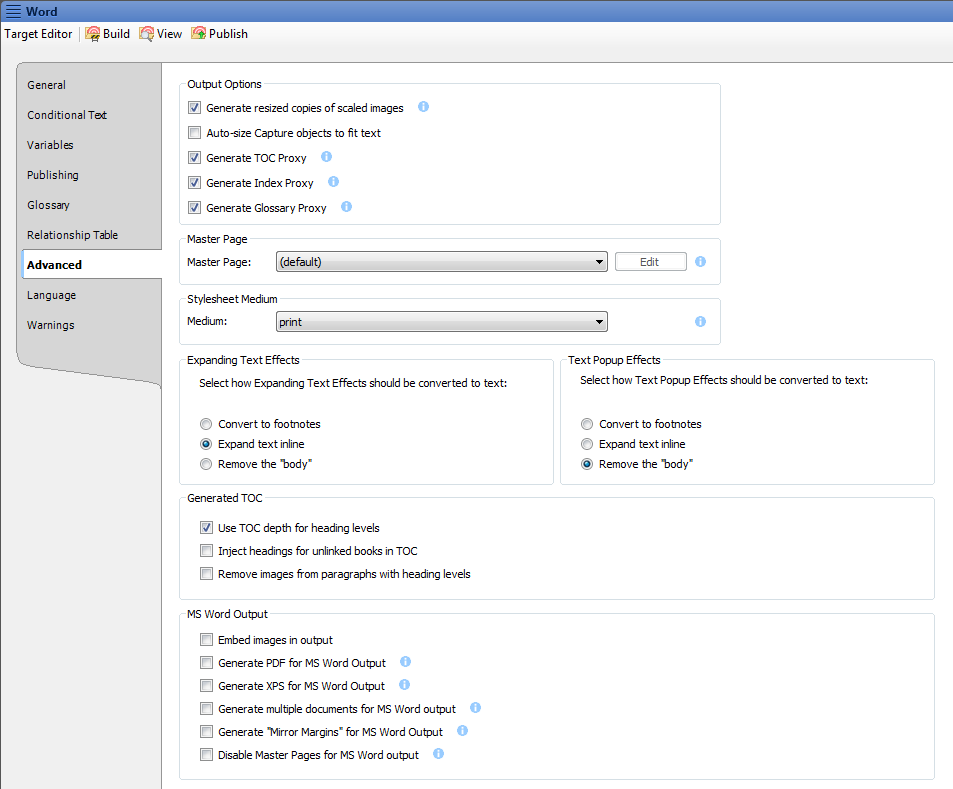 Word
Target Editor Build View Publish
General
Conditional Text
Variables
Publishing
Glossary
Relationship Table
Advanced
Language
Warnings
Output Options
Generate resized copies of scaled images
Auto-size Capture objects to fit text
Generate TOC Proxy
Generate Index Proxy
Generate Glossary Proxy
Master Page
Master Page: (default) Edit
Stylesheet Medium
Medium: print
Expanding Text Effects
Select how Expanding Text Effects should be converted to text:
Convert to footnotes
Expand text inline
Remove the "body"
Text Popup Effects
Select how Text Popup Effects should be converted to text:
Convert to footnotes
Expand text inline
Remove the "body"
Generated TOC
Use TOC depth for heading levels
Inject headings for unlinked books in TOC
Remove images from paragraphs with heading levels
MS Word Output
Embed images in output
Generate PDF for MS Word Output
Generate XPS for MS Word Output
Generate multiple documents for MS Word output
Generate "Mirror Margins" for MS Word Output
Disable Master Pages for MS Word output